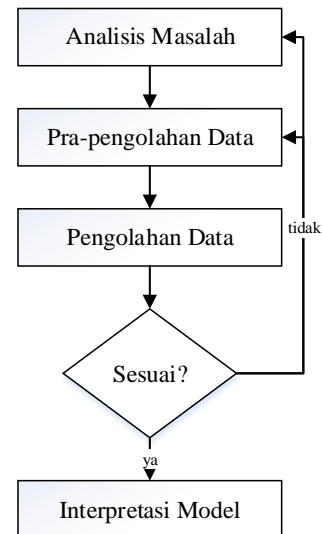 Analisis Masalah
Pra-pengolahan Data
Pengolahan Data
tidak
Sesuai?
ya
Interpretasi Model